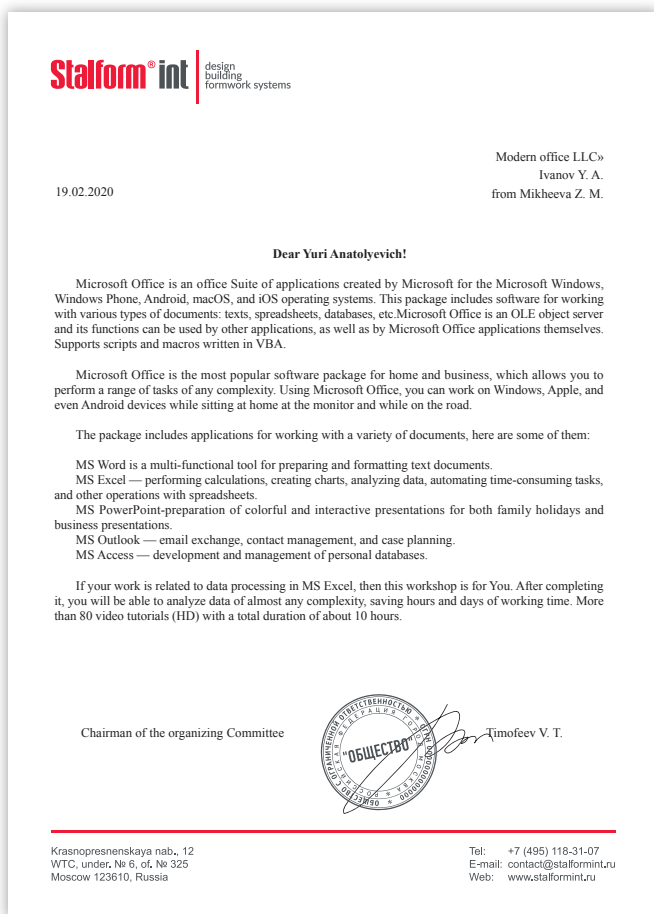 Stalform® int
design
building
formwork systems
Modern office LLC»
Ivanov Y. A.
19.02.2020
from Mikheeva Z. M.
Dear Yuri Anatolyevich!
Microsoft Office is an office Suite of applications created by Microsoft for the Microsoft Windows,
Windows Phone, Android, macOS, and iOS operating systems. This package includes software for working
with various types of documents: texts, spreadsheets, databases, etc.Microsoft Office is an OLE object server
and its functions can be used by other applications, as well as by Microsoft Office applications themselves.
Supports scripts and macros written in VBA.
Microsoft Office is the most popular software package for home and business, which allows you to
perform a range of tasks of any complexity. Using Microsoft Office, you can work on Windows, Apple, and
even Android devices while sitting at home at the monitor and while on the road.
The package includes applications for working with a variety of documents, here are some of them:
MS Word is a multi-functional tool for preparing and formatting text documents.
MS Excel — performing calculations, creating charts, analyzing data, automating time-consuming tasks,
and other operations with spreadsheets.
MS PowerPoint-preparation of colorful and interactive presentations for both family holidays and
business presentations.
MS Outlook — email exchange, contact management, and case planning.
MS Access — development and management of personal databases.
If your work is related to data processing in MS Excel, then this workshop is for You. After completing
it, you will be able to analyze data of almost any complexity, saving hours and days of working time. More
than 80 video tutorials (HD) with a total duration of about 10 hours.
Chairman of the organizing Committee
ОБЩЕСТВО С ОГРАНИЧЕННОЙ ОТВЕТСТВЕННОСТЬЮ * ОГРН
РОССИЙСКАЯ ФЕДЕРАЦИЯ ГОРОД МОСКВА *
"ОБЩЕСТВО"
Timofeev V. T.
Krasnopresnenskaya nab., 12
WTC, under. № 6, of. № 325
Moscow 123610, Russia
Tel: +7 (495) 118-31-07
E-mail: contact@stalformint.ru
Web: www.stalformint.ru